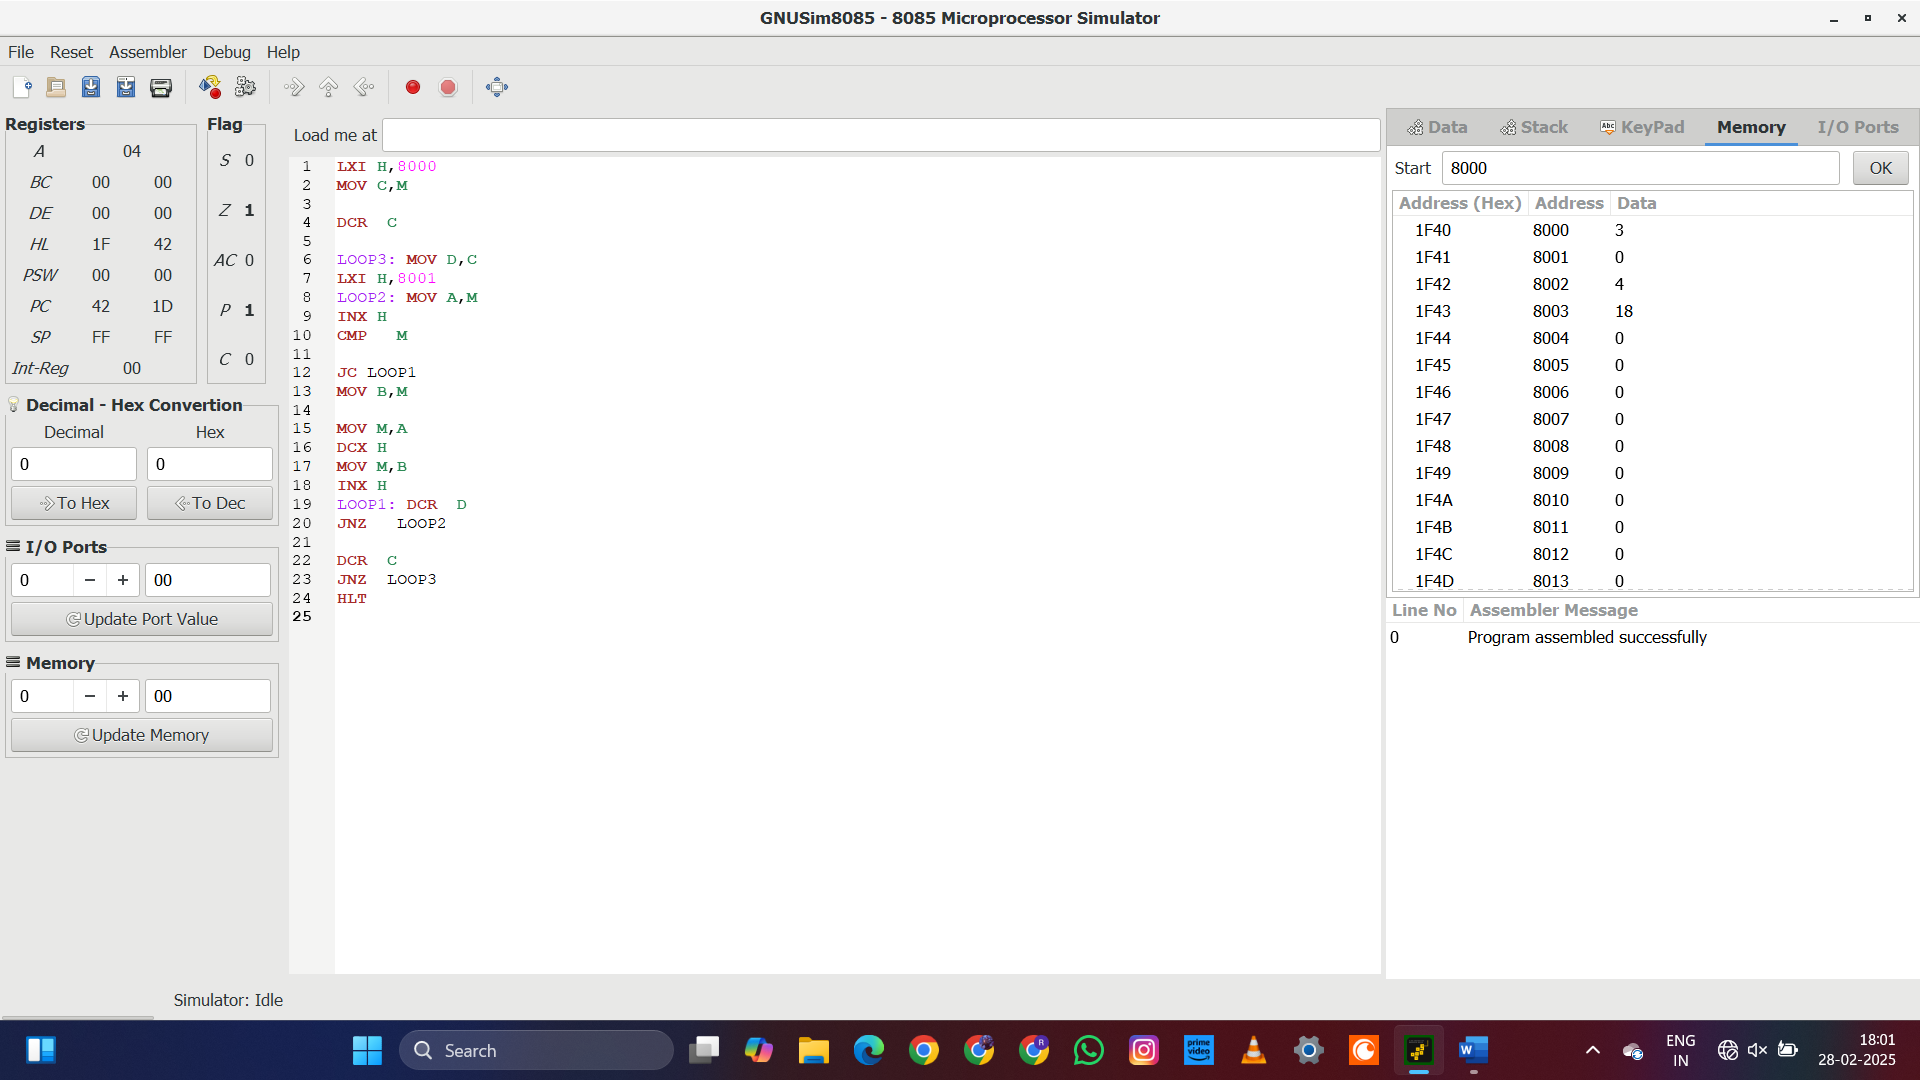 GNUSim8085 - 8085 Microprocessor Simulator
File Reset Assembler Debug Help
Registers
A 04
BC 00 00
DE 00 00
HL 1F 42
PSW 00 00
PC 42 1D
SP FF FF
Int-Reg 00
Flag
S 0
Z 1
AC 0
P 1
C 0
Decimal - Hex Convertion
Decimal Hex
0 0
To Hex To Dec
I/O Ports
0 − + 00
Update Port Value
Memory
0 − + 00
Update Memory
Load me at
1 LXI H,8000
2 MOV C,M
3
4 DCR C
5
6 LOOP3: MOV D,C
7 LXI H,8001
8 LOOP2: MOV A,M
9 INX H
10 CMP M
11
12 JC LOOP1
13 MOV B,M
14
15 MOV M,A
16 DCX H
17 MOV M,B
18 INX H
19 LOOP1: DCR D
20 JNZ LOOP2
21
22 DCR C
23 JNZ LOOP3
24 HLT
25
Data Stack Abc KeyPad Memory I/O Ports
Start 8000 OK
Address (Hex) Address Data
1F40 8000 3
1F41 8001 0
1F42 8002 4
1F43 8003 18
1F44 8004 0
1F45 8005 0
1F46 8006 0
1F47 8007 0
1F48 8008 0
1F49 8009 0
1F4A 8010 0
1F4B 8011 0
1F4C 8012 0
1F4D 8013 0
Line No Assembler Message
0 Program assembled successfully
Simulator: Idle
Search
R
prime video
W
ENG
IN
18:01
28-02-2025